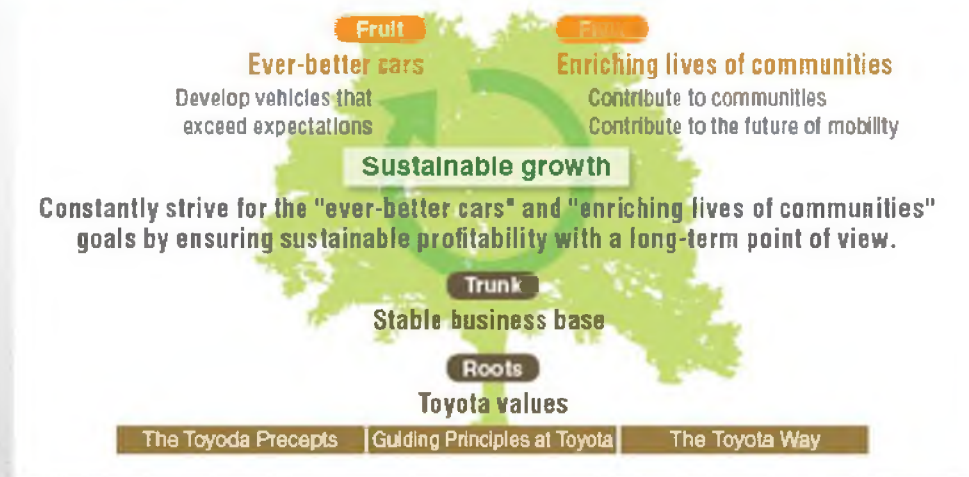 Fruit
Ever-better cars
Develop vehicles that
exceed expectations
Enriching lives of communities
Contribute to communities
Contribute to the future of mobility
Sustainable growth
Constantly strive for the "ever-better cars" and "enriching lives of communities"
goals by ensuring sustainable profitability with a long-term point of view.
Trunk
Stable business base
Roots
Toyota values
The Toyoda Precepts
Guiding Principles at Toyota
The Toyota Way